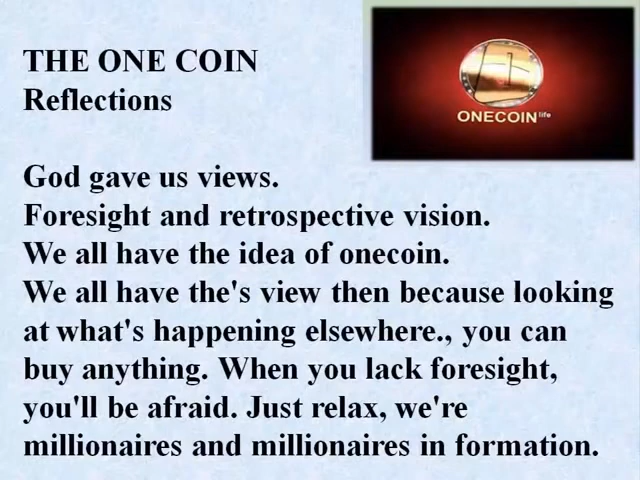 THE ONE COIN
Reflections
ONECOIN life
God gave us views.
Foresight and retrospective vision.
We all have the idea of onecoin.
We all have the's view then because looking
at what's happening elsewhere., you can
buy anything. When you lack foresight,
you'll be afraid. Just relax, we're
millionaires and millionaires in formation.